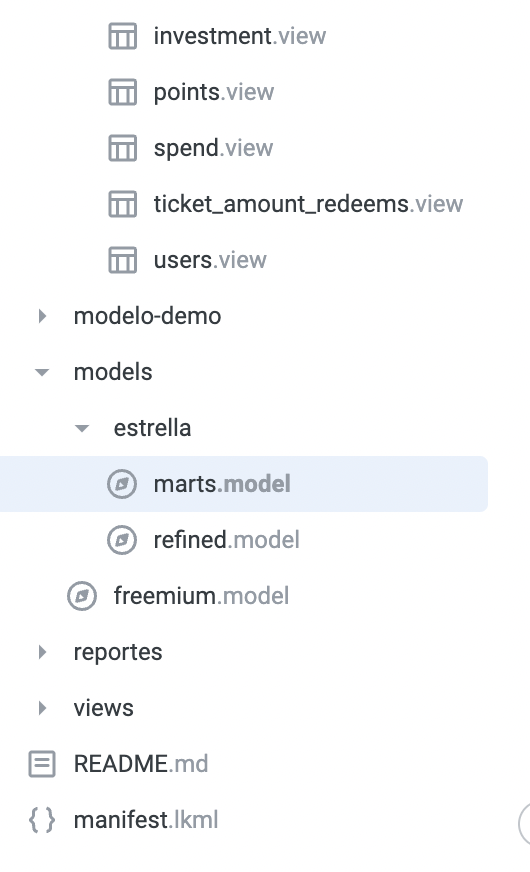 investment.view
points.view
spend.view
ticket_amount_redeems.view
users.view
modelo-demo
models
estrella
marts.model
refined.model
freemium.model
reportes
views
README.md
manifest.lkml